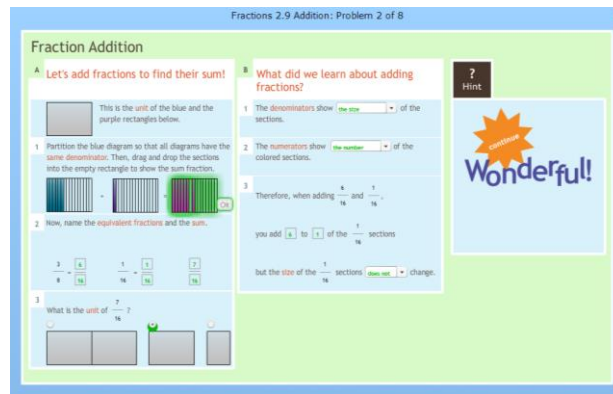 Fractions 2.9 Addition: Problem 2 of 8
Fraction Addition
A Let's add fractions to find their sum!
This is the unit of the blue and the
purple rectangles below.
1 Partition the blue diagram so that all diagrams have the
same denominator. Then, drag and drop the sections
into the empty rectangle to show the sum fraction.
+ = OK
2 Now, name the equivalent fractions and the sum.
3/8 = 6/16 1/16 = 1/16 7/16
3 What is the unit of 7/16 ?
B What did we learn about adding
fractions?
1 The denominators show the size of the
sections.
2 The numerators show the number of the
colored sections.
3 Therefore, when adding 6/16 and 1/16,
you add 6 to 1 of the 1/16 sections
but the size of the 1/16 sections does not change.
?
Hint
continue
Wonderful!